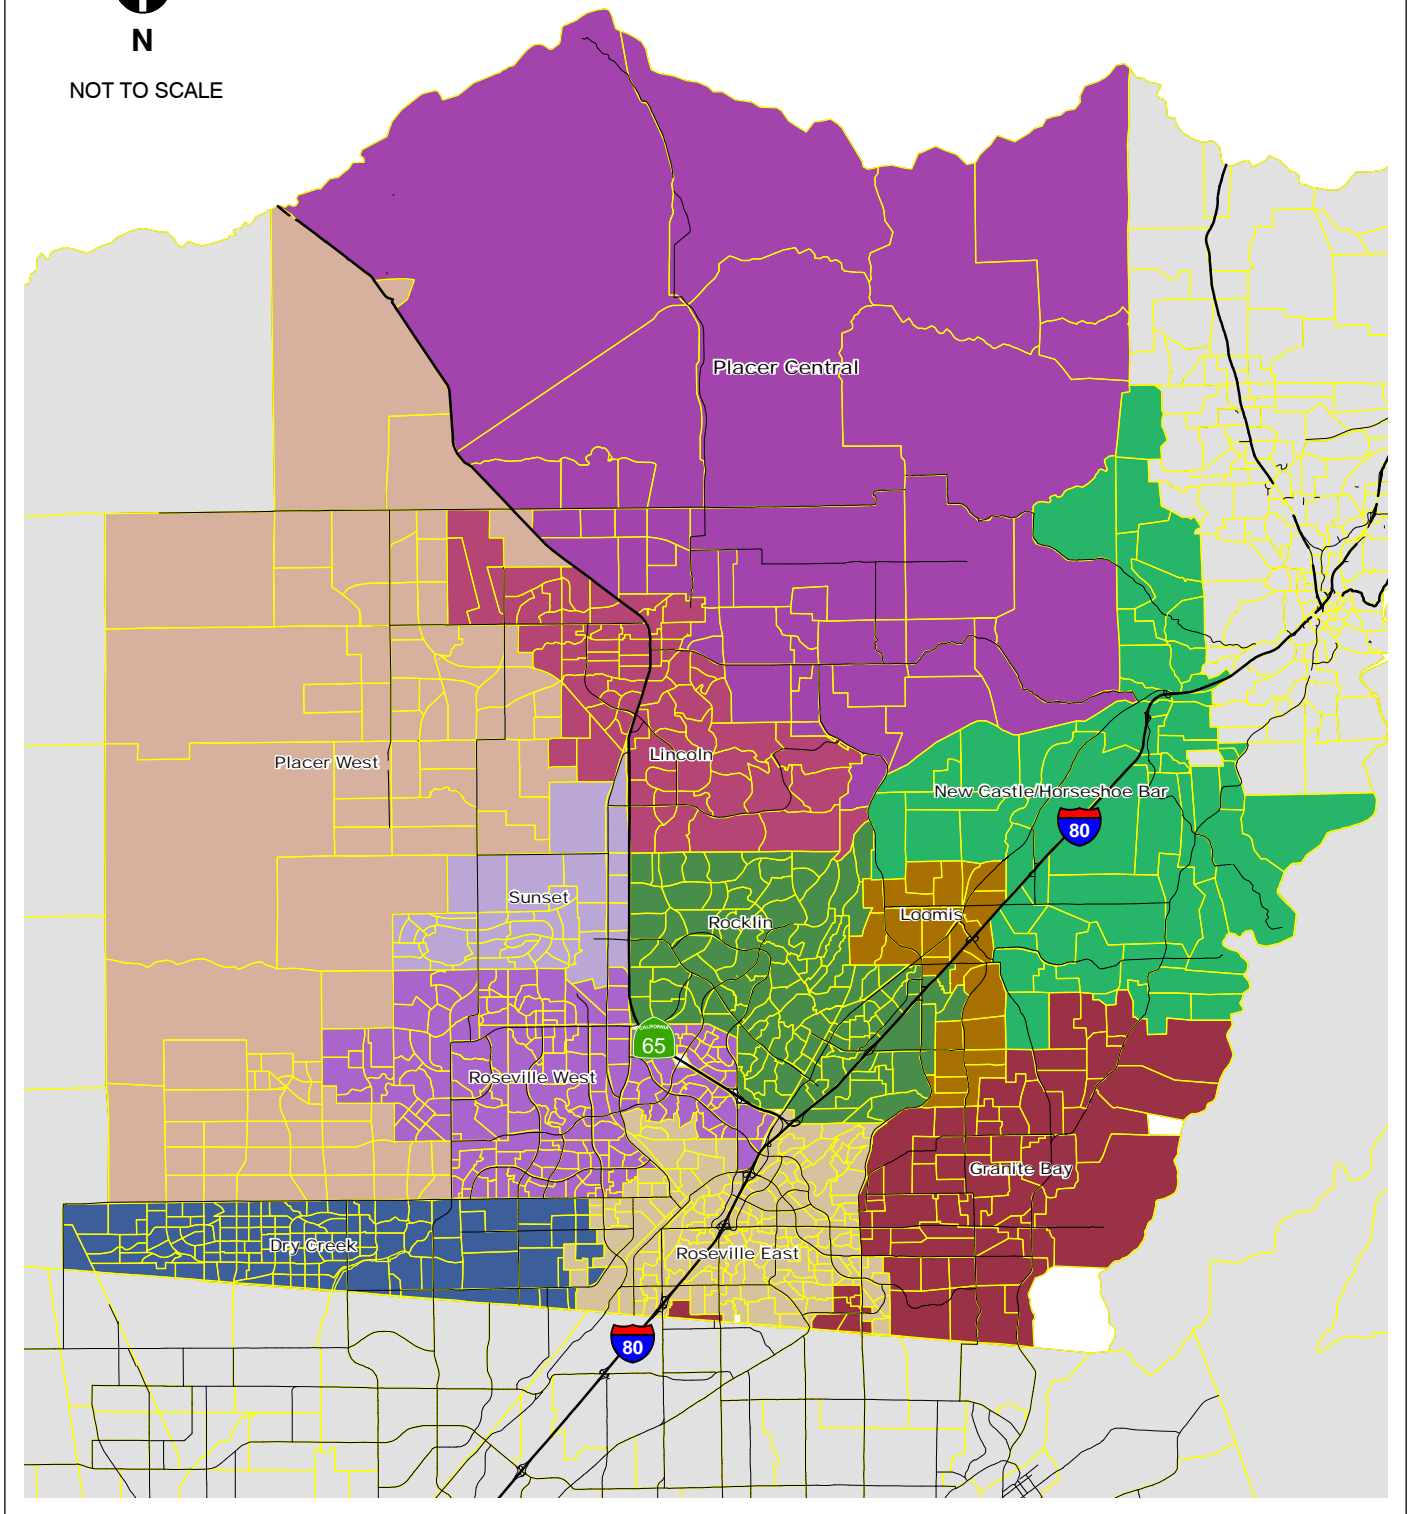 N
NOT TO SCALE
Placer Central
Lincoln
Placer West
New Castle/Horseshoe Bar
80
Sunset
Rocklin
Loomis
CALIFORNIA
65
Roseville West
Granite Bay
Dry Creek
Roseville East
80